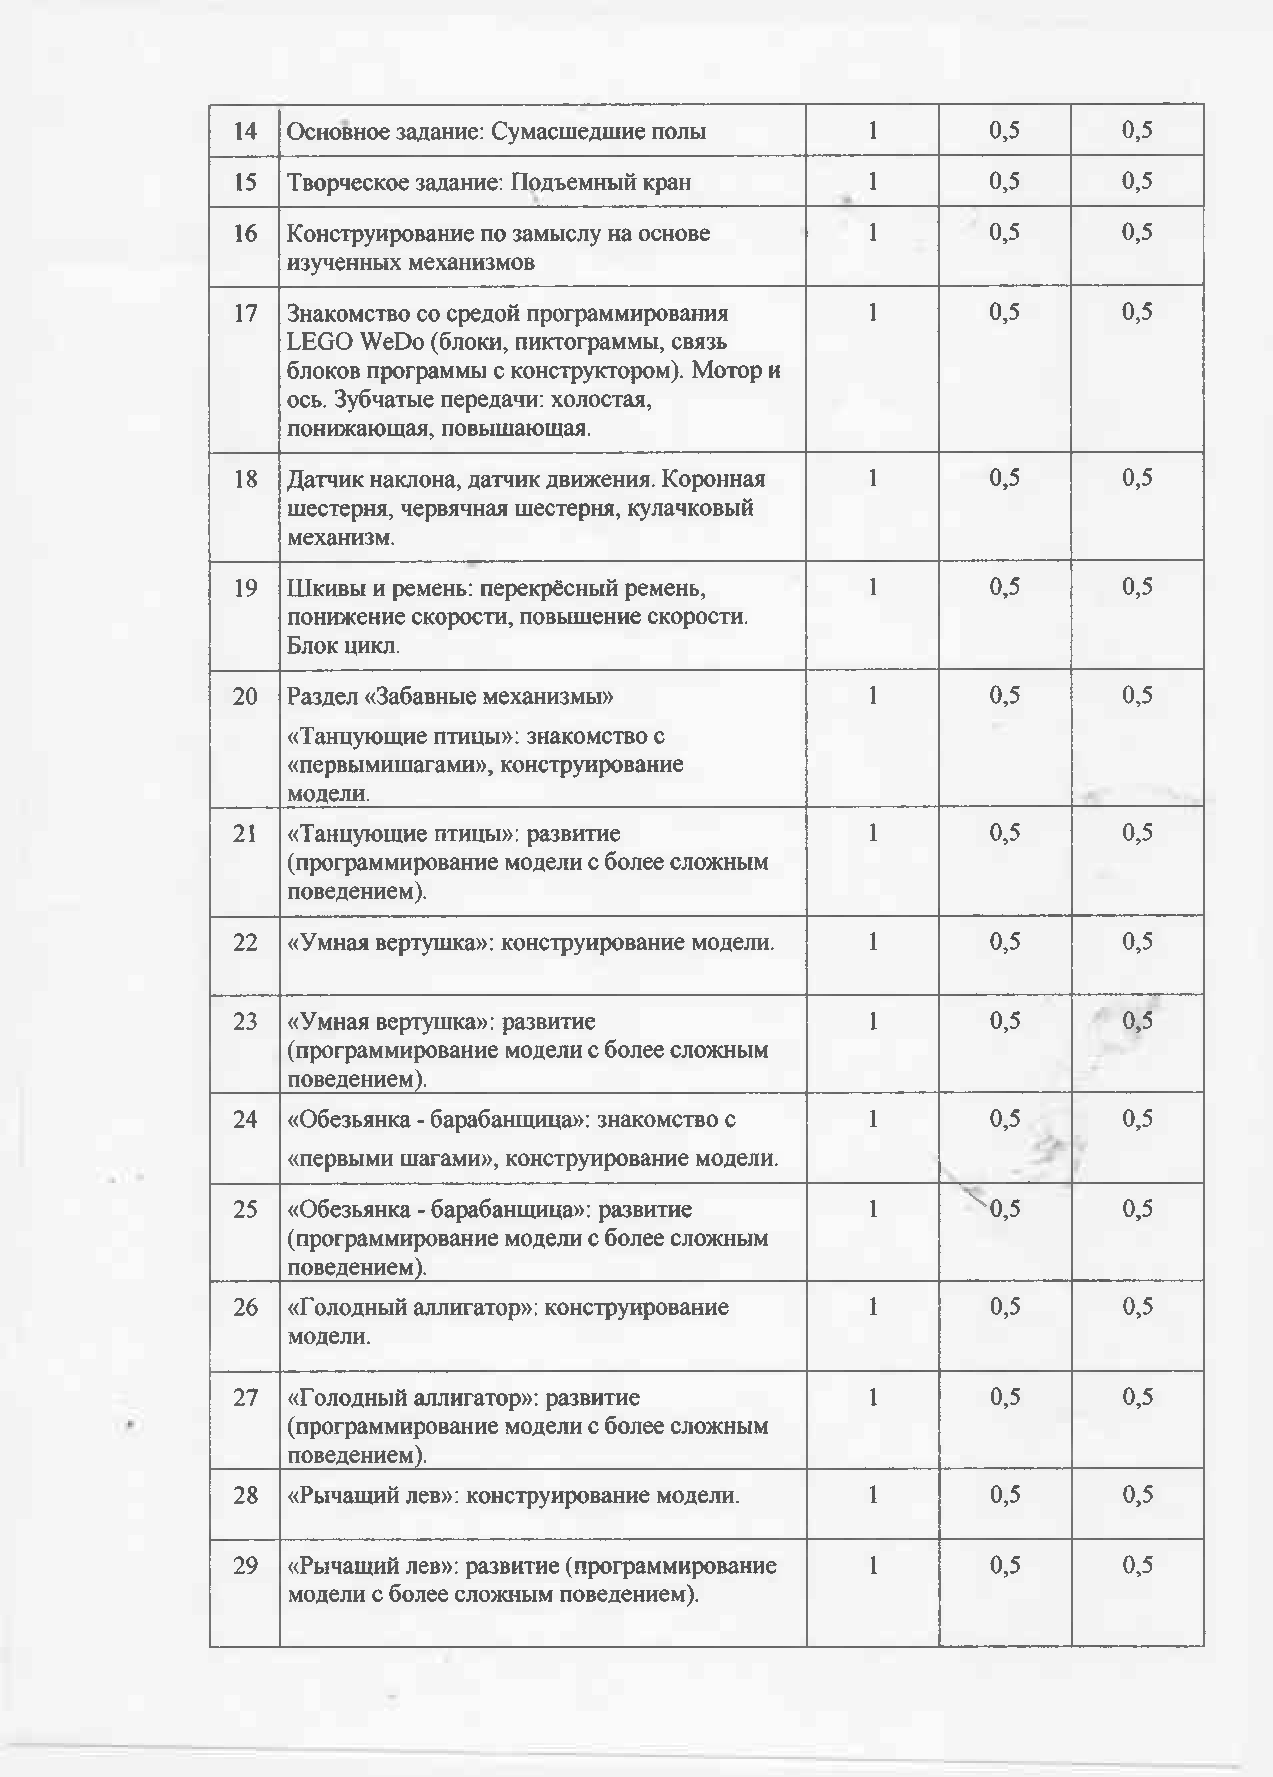 14 Основное задание: Сумасшедшие полы 1 0,5 0,5
15 Творческое задание: Подъемный кран 1 0,5 0,5
16 Конструирование по замыслу на основе 1 0,5 0,5
изученных механизмов
17 Знакомство со средой программирования 1 0,5 0,5
LEGO WeDo (блоки, пиктограммы, связь
блоков программы с конструктором). Мотор и
ось. Зубчатые передачи: холостая,
понижающая, повышающая.
18 Датчик наклона, датчик движения. Коронная 1 0,5 0,5
шестерня, червячная шестерня, кулачковый
механизм.
19 Шкивы и ремень: перекрёсный ремень, 1 0,5 0,5
понижение скорости, повышение скорости.
Блок цикл.
20 Раздел «Забавные механизмы» 1 0,5 0,5
«Танцующие птицы»: знакомство с
«первымишагами», конструирование
модели.
21 «Танцующие птицы»: развитие 1 0,5 0,5
(программирование модели с более сложным
поведением).
22 «Умная вертушка»: конструирование модели. 1 0,5 0,5
23 «Умная вертушка»: развитие 1 0,5 0,5
(программирование модели с более сложным
поведением).
24 «Обезьянка - барабанщица»: знакомство с 1 0,5 0,5
«первыми шагами», конструирование модели.
25 «Обезьянка - барабанщица»: развитие 1 0,5 0,5
(программирование модели с более сложным
поведением).
26 «Голодный аллигатор»: конструирование 1 0,5 0,5
модели.
27 «Голодный аллигатор»: развитие 1 0,5 0,5
(программирование модели с более сложным
поведением).
28 «Рычащий лев»: конструирование модели. 1 0,5 0,5
29 «Рычащий лев»: развитие (программирование 1 0,5 0,5
модели с более сложным поведением).